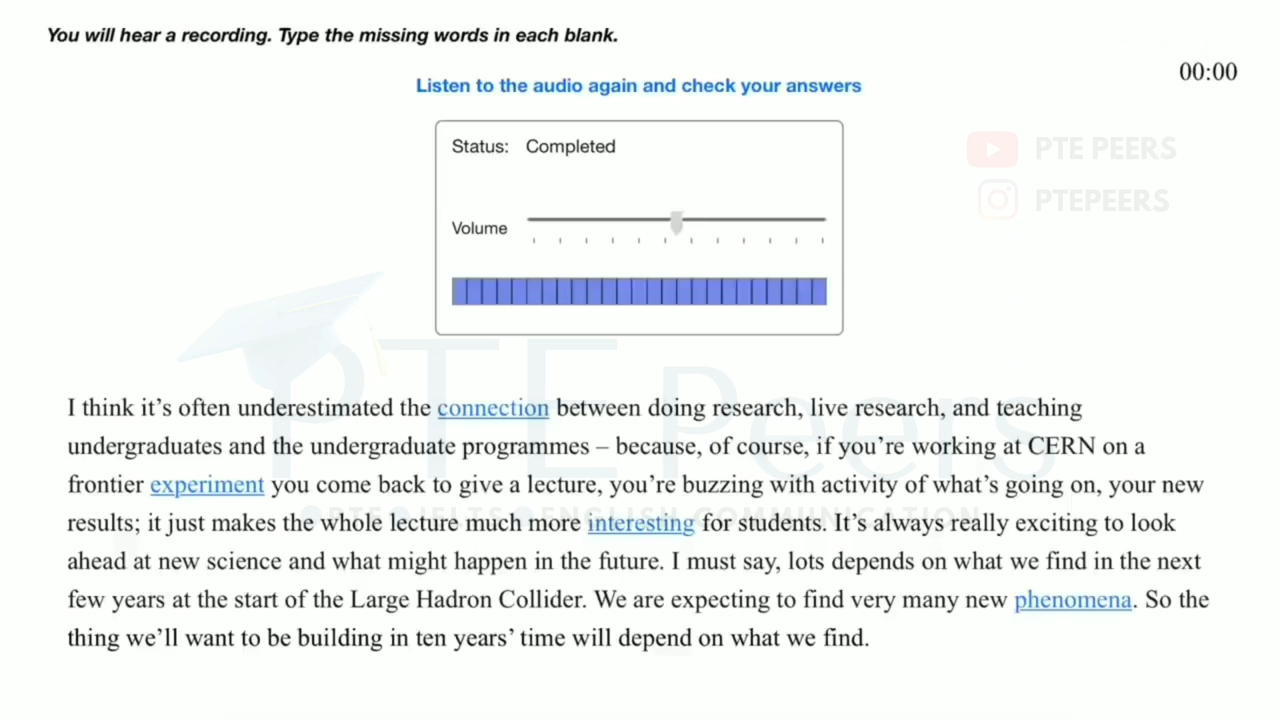 You will hear a recording. Type the missing words in each blank.
00:00
Listen to the audio again and check your answers
Status: Completed
PTE PEERS
PTEPEERS
Volume
PTE Peers
I think it’s often underestimated the connection between doing research, live research, and teaching
undergraduates and the undergraduate programmes – because, of course, if you’re working at CERN on a
frontier experiment you come back to give a lecture, you’re buzzing with activity of what’s going on, your new
results; it just makes the whole lecture much more interesting for students. It’s always really exciting to look
PTE IELTS ENGLISH COMMUNICATION
ahead at new science and what might happen in the future. I must say, lots depends on what we find in the next
few years at the start of the Large Hadron Collider. We are expecting to find very many new phenomena. So the
thing we’ll want to be building in ten years’ time will depend on what we find.